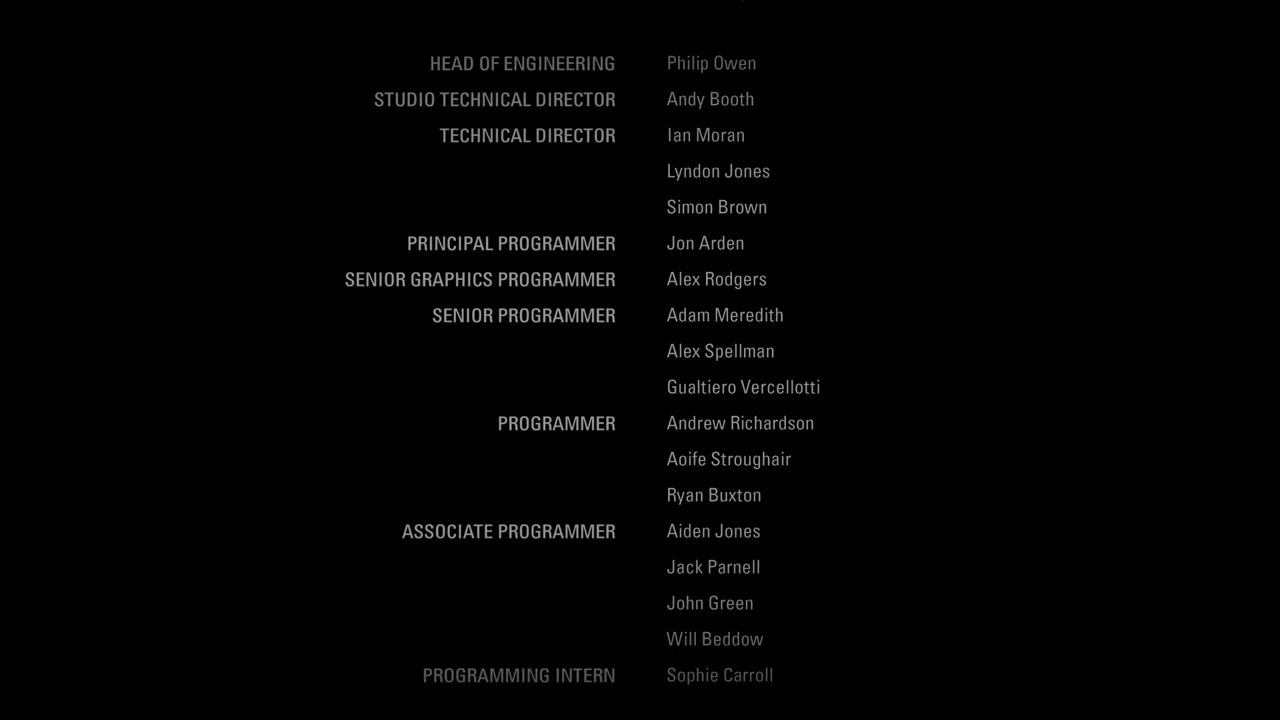 HEAD OF ENGINEERING Philip Owen
STUDIO TECHNICAL DIRECTOR Andy Booth
TECHNICAL DIRECTOR Ian Moran
Lyndon Jones
Simon Brown
PRINCIPAL PROGRAMMER Jon Arden
SENIOR GRAPHICS PROGRAMMER Alex Rodgers
SENIOR PROGRAMMER Adam Meredith
Alex Spellman
Gualtiero Vercellotti
PROGRAMMER Andrew Richardson
Aoife Stroughair
Ryan Buxton
ASSOCIATE PROGRAMMER Aiden Jones
Jack Parnell
John Green
Will Beddow
PROGRAMMING INTERN Sophie Carroll